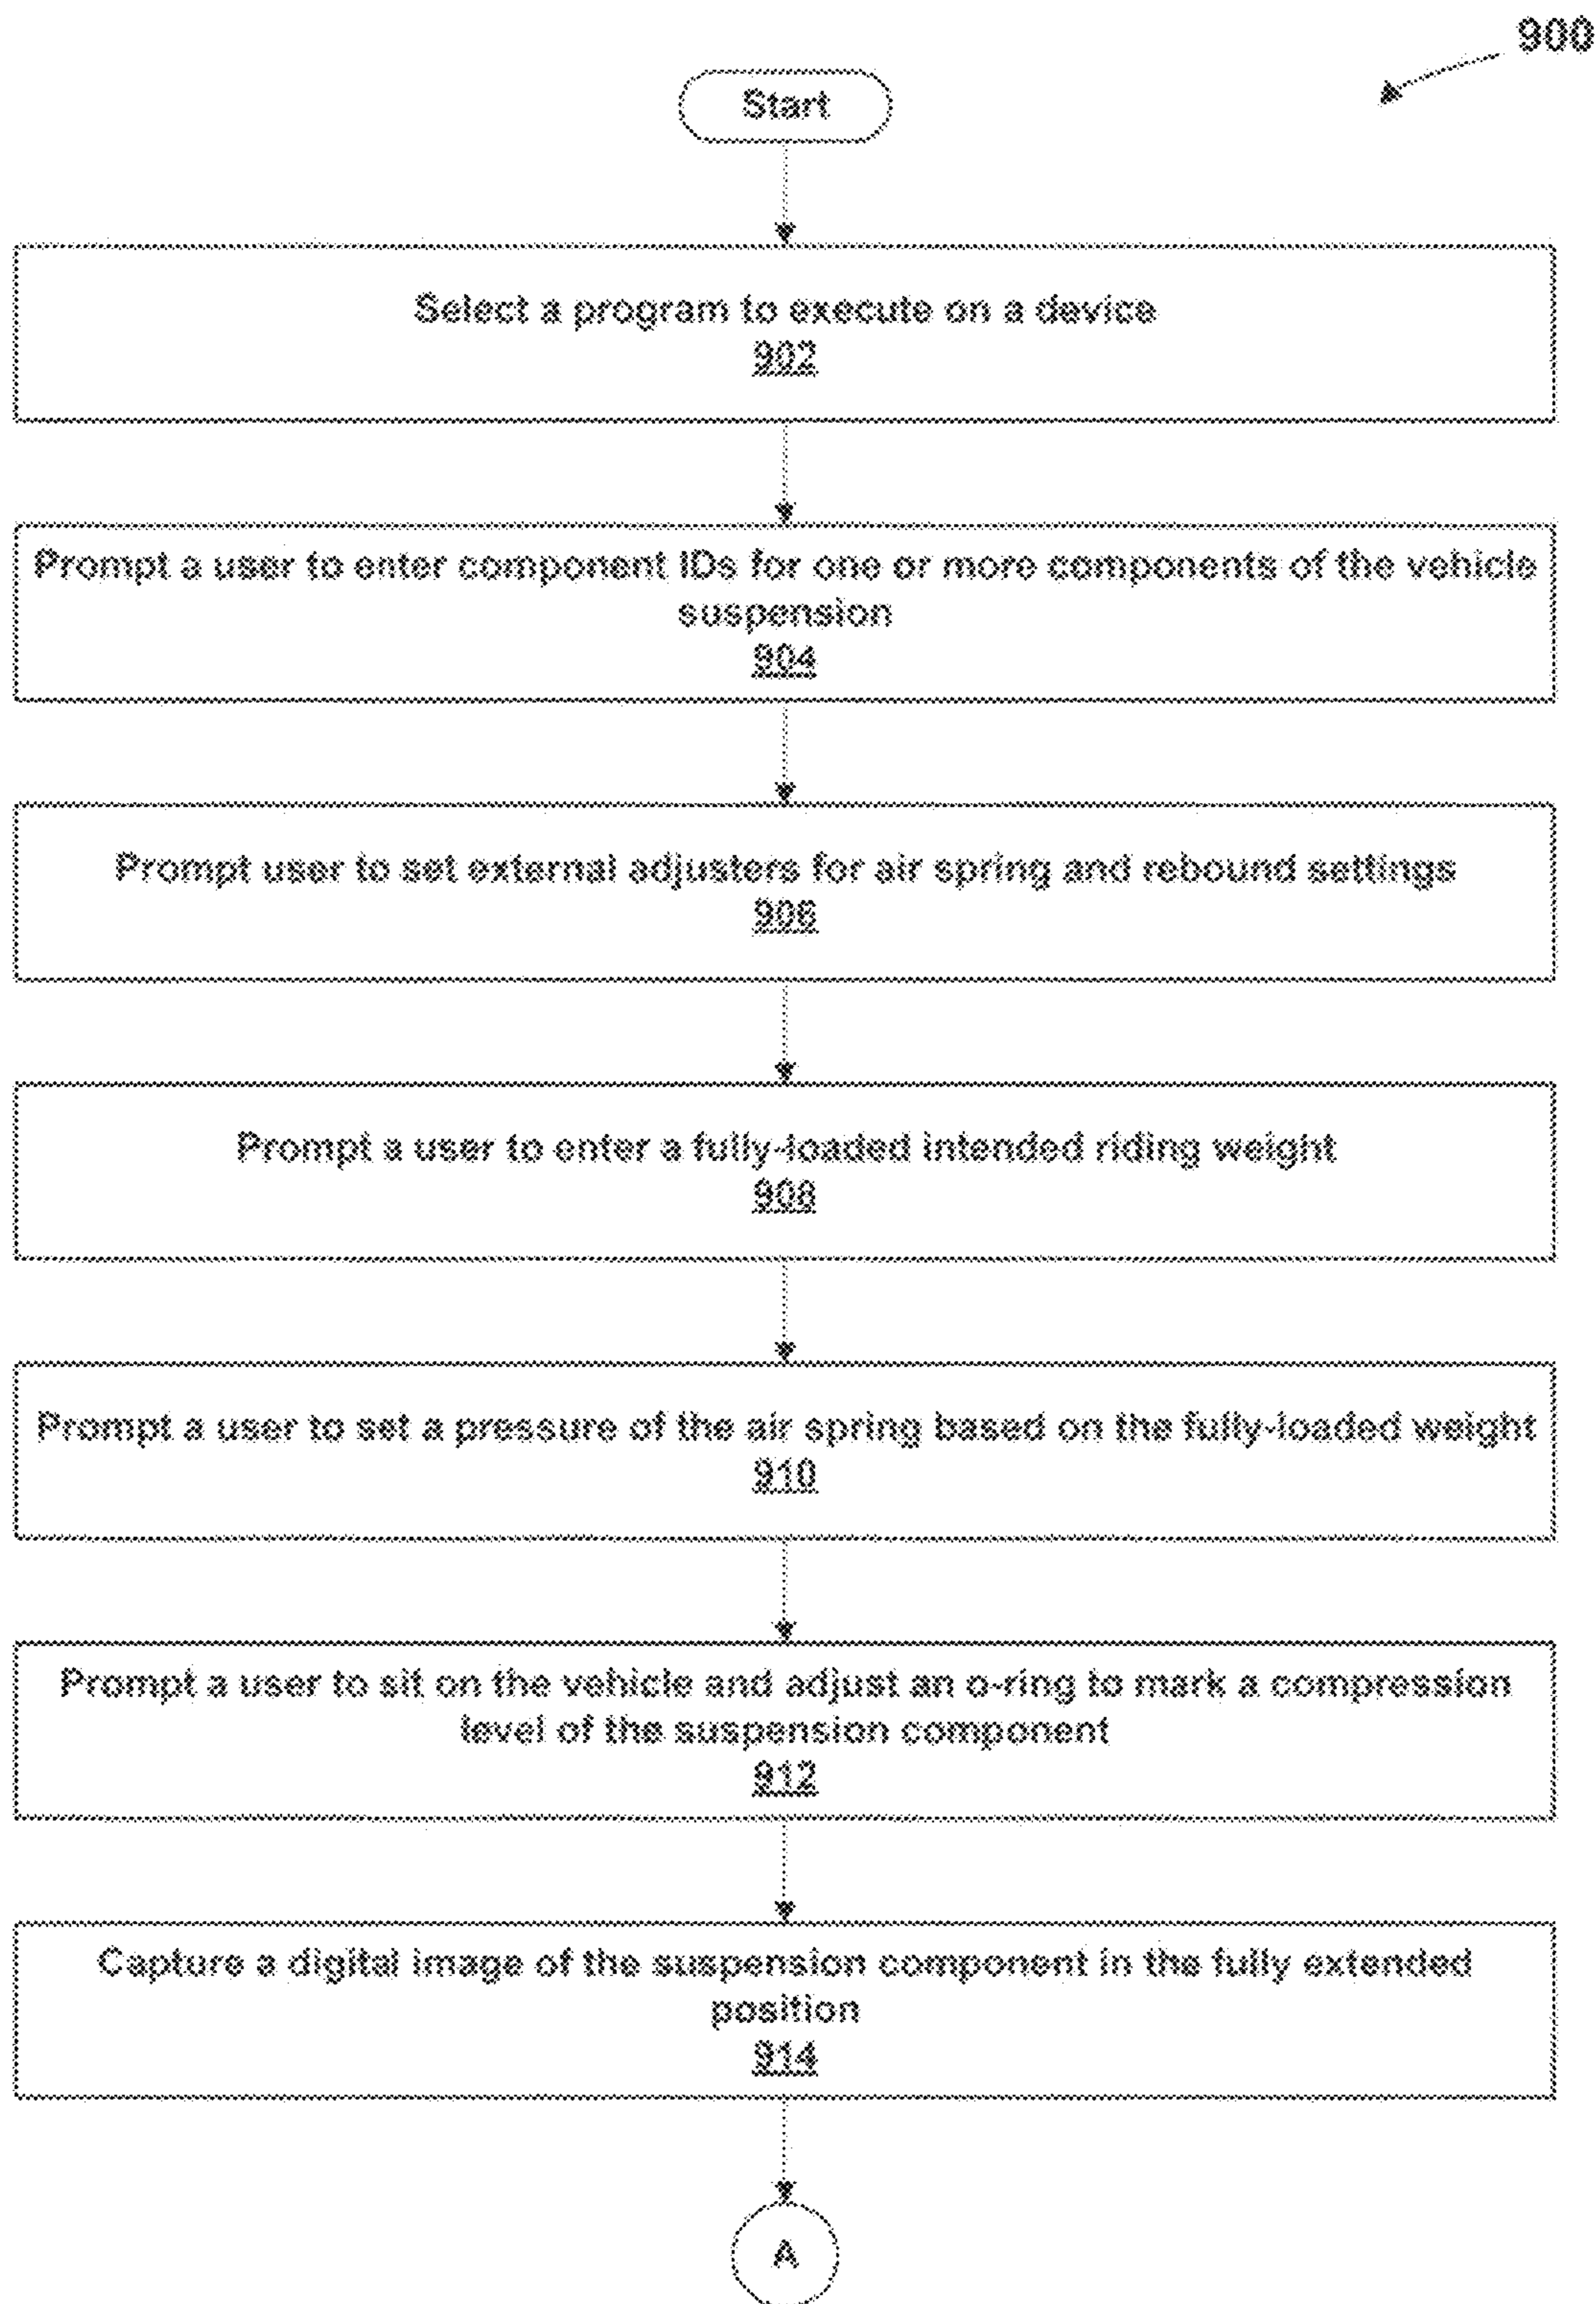 900
Start
Select a program to execute on a device
902
Prompt a user to enter component IDs for one or more components of the vehicle
suspension
904
Prompt user to set external adjusters for air spring and rebound settings
906
Prompt a user to enter a fully-loaded intended riding weight
908
Prompt a user to set a pressure of the air spring based on the fully-loaded weight
910
Prompt a user to sit on the vehicle and adjust an o-ring to mark a compression
level of the suspension component
912
Capture a digital image of the suspension component in the fully extended
position
914
A